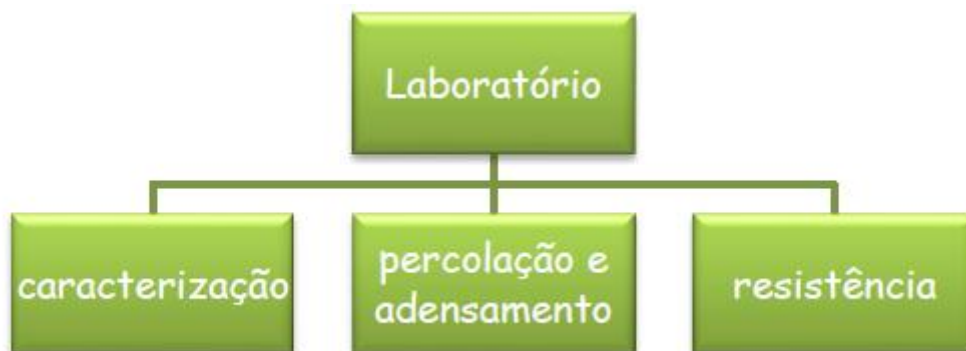 Laboratório
caracterização
percolação e
adensamento
resistência